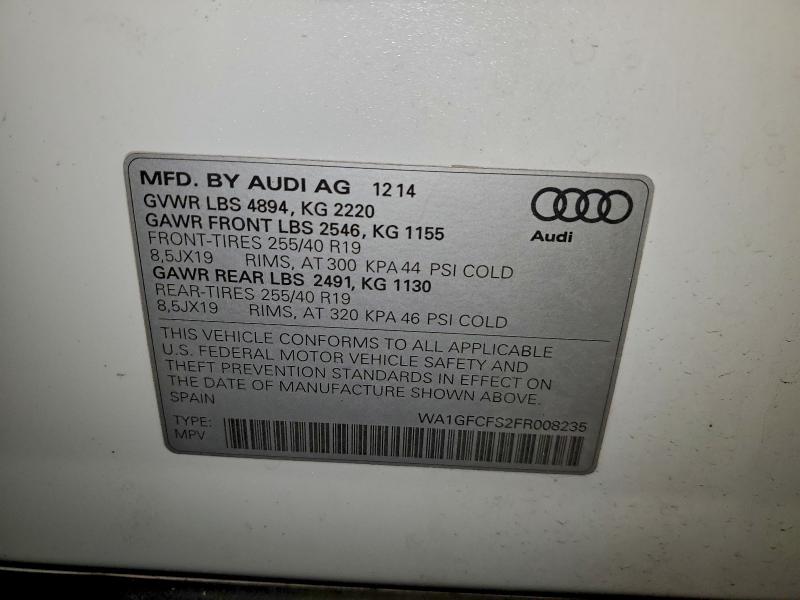 MFD. BY AUDI AG 12 14
GVWR LBS 4894, KG 2220
GAWR FRONT LBS 2546, KG 1155
FRONT-TIRES 255/40 R19
8,5JX19 RIMS, AT 300 KPA 44 PSI COLD
GAWR REAR LBS 2491, KG 1130
REAR-TIRES 255/40 R19
8,5JX19 RIMS, AT 320 KPA 46 PSI COLD
Audi
THIS VEHICLE CONFORMS TO ALL APPLICABLE
U.S. FEDERAL MOTOR VEHICLE SAFETY AND
THEFT PREVENTION STANDARDS IN EFFECT ON
THE DATE OF MANUFACTURE SHOWN ABOVE.
SPAIN
WA1GFCFS2FR008235
TYPE:
MPV